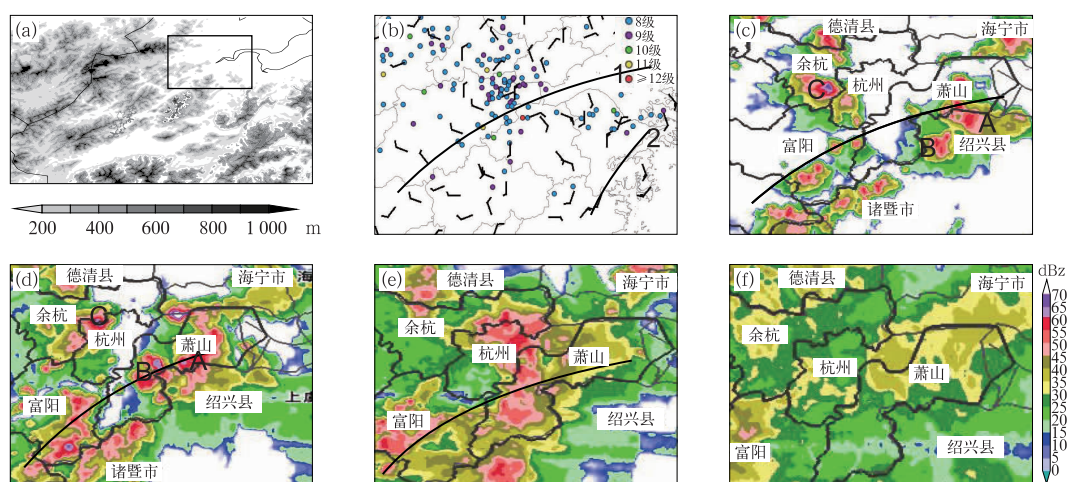 (a)
200 400 600 800 1 000 m
(b)
8级
9级
10级
11级
≥12级
1
2
(c)
德清县
海宁市
余杭
杭州
C
萧山
A
B
富阳
绍兴县
诸暨市
(d)
德清县
海宁市 海
余杭
C
杭州
萧山
B
A
富阳
绍兴县
上
诸暨市
(e)
德清县
海宁市
余杭
杭州
萧山
富阳
绍兴县
(f)
德清县
海宁市
余杭
杭州
萧山
富阳
绍兴县
dBz
70
65
60
55
50
45
40
35
30
25
20
15
10
5
0